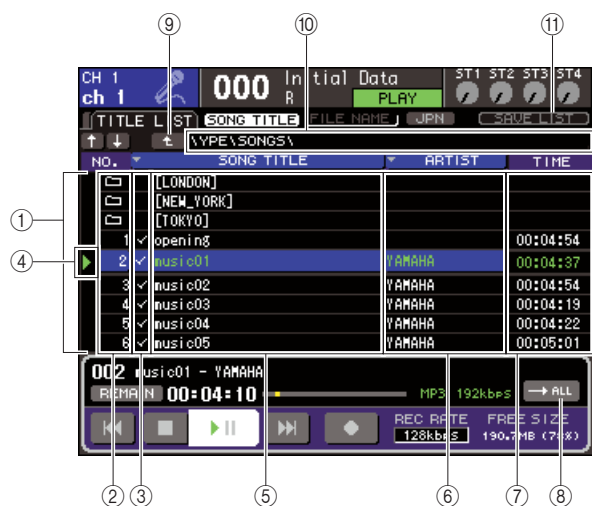 ⑨ ⑩ ⑪
CH 1
ch 1
000 Initial Data
R PLAY
ST1 ST2 ST3 ST4
TITLE LIST SONG TITLE FILE NAME JPN SAVE LIST
\YPE\SONGS\
NO. SONG TITLE ARTIST TIME
[LONDON]
[NEW_YORK]
[TOKYO]
1 ✓ opening 00:04:54
2 ✓ music01 YAMAHA 00:04:37
3 ✓ music02 YAMAHA 00:04:54
4 ✓ music03 YAMAHA 00:04:19
5 ✓ music04 YAMAHA 00:04:22
6 ✓ music05 YAMAHA 00:05:01
① ④
002 music01 - YAMAHA
REMAIN 00:04:10 MP3 192kbps → ALL
REC RATE FREE SIZE
128kbps 190.7MB (78%)
② ③ ⑤ ⑥ ⑦ ⑧